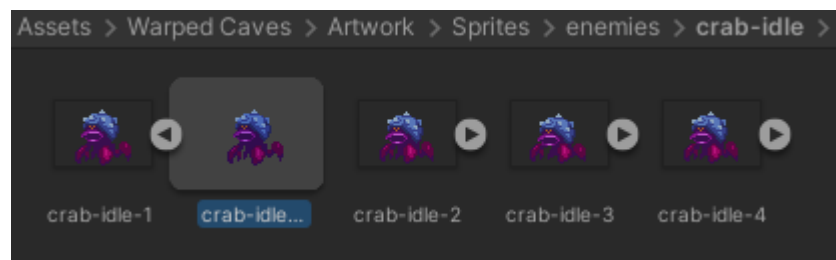 Assets > Warped Caves > Artwork > Sprites > enemies > crab-idle >
crab-idle-1 crab-idle... crab-idle-2 crab-idle-3 crab-idle-4